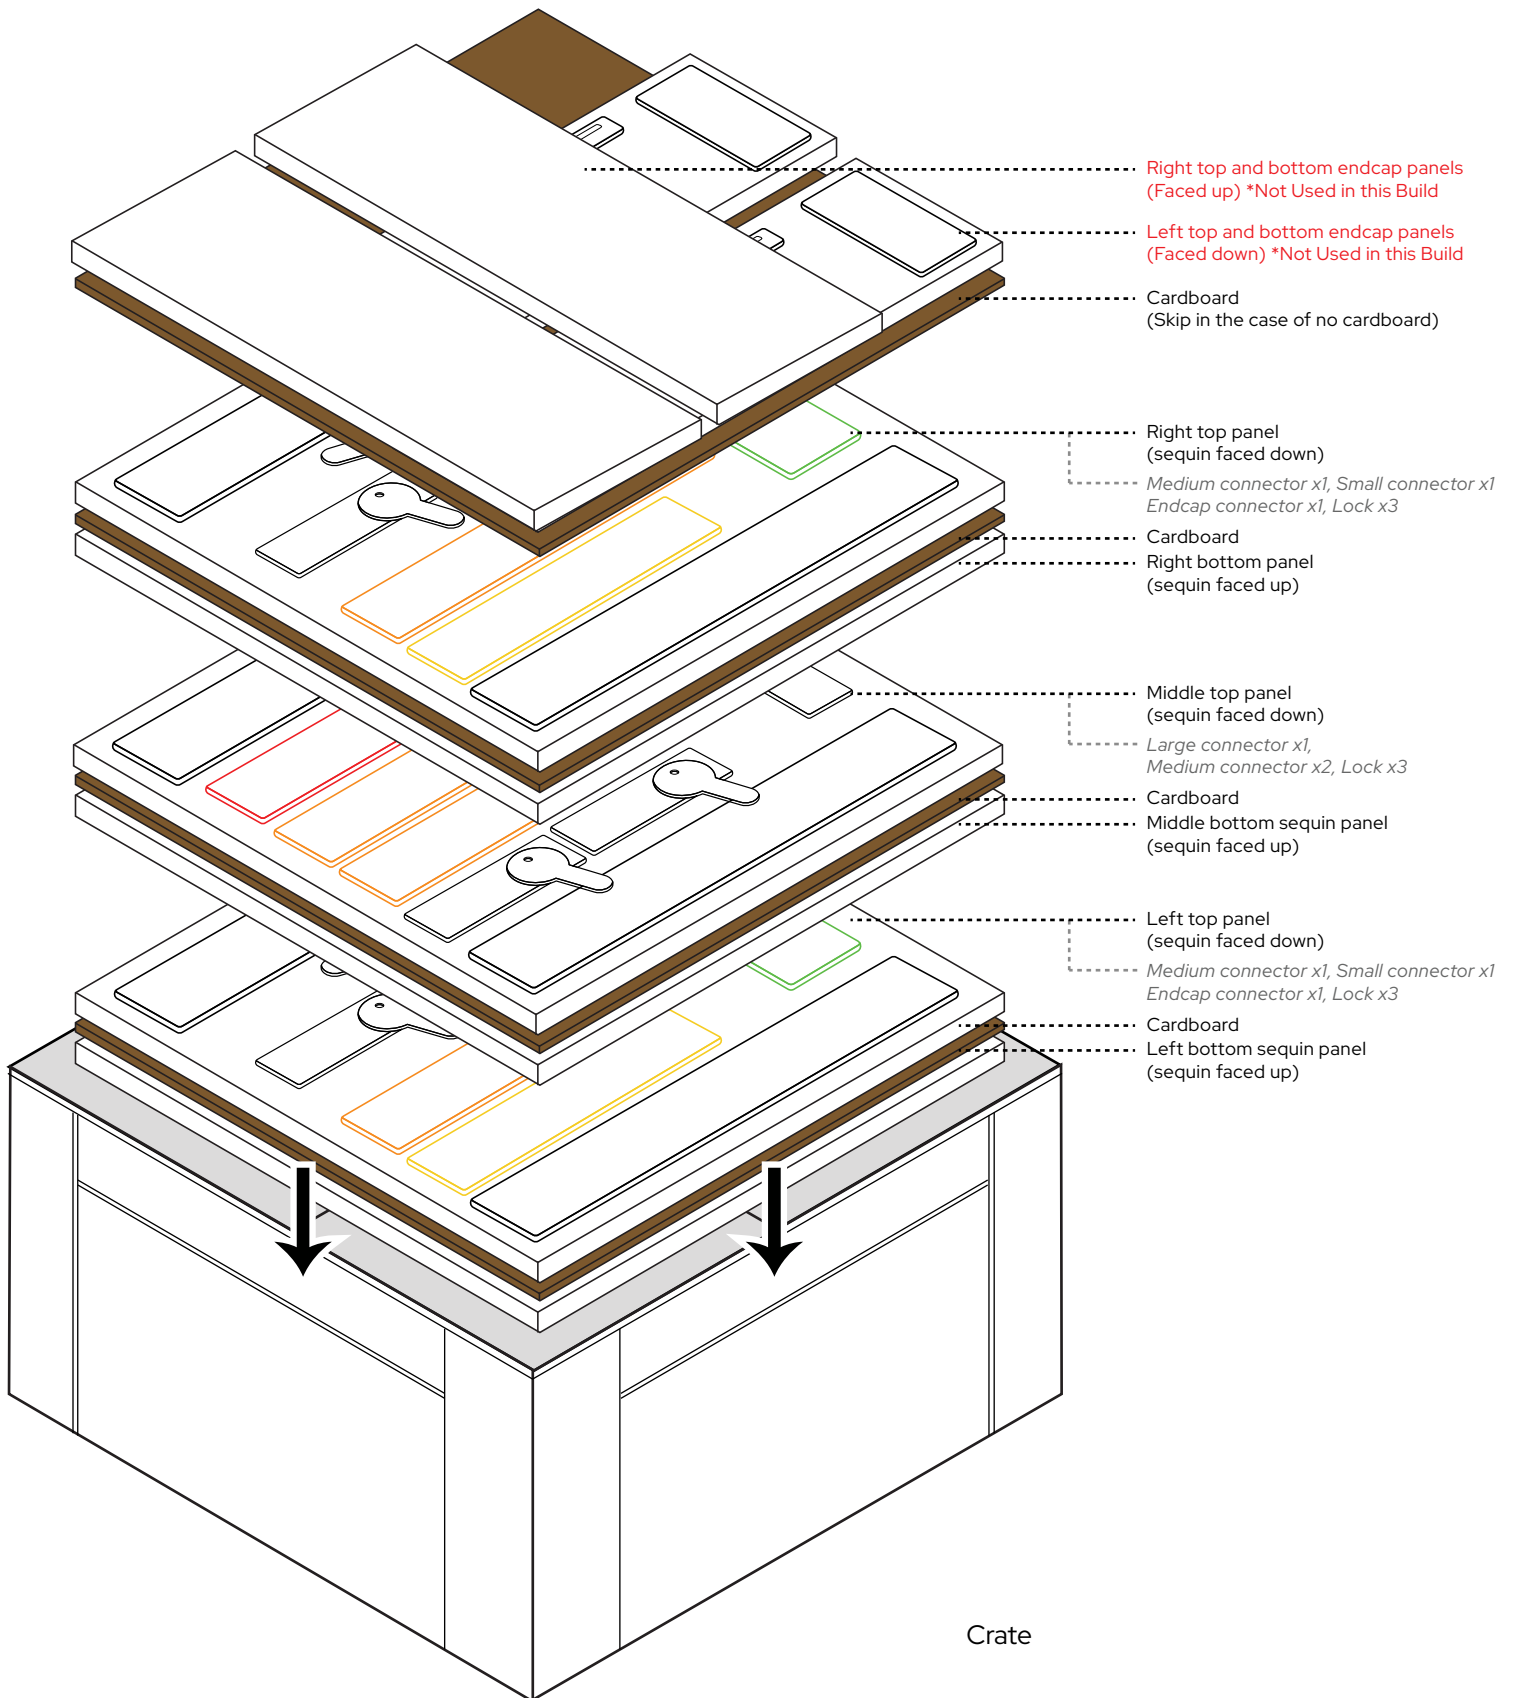 Right top and bottom endcap panels
(Faced up) *Not Used in this Build
Left top and bottom endcap panels
(Faced down) *Not Used in this Build
Cardboard
(Skip in the case of no cardboard)
Right top panel
(sequin faced down)
Medium connector x1, Small connector x1
Endcap connector x1, Lock x3
Cardboard
Right bottom panel
(sequin faced up)
Middle top panel
(sequin faced down)
Large connector x1,
Medium connector x2, Lock x3
Cardboard
Middle bottom sequin panel
(sequin faced up)
Left top panel
(sequin faced down)
Medium connector x1, Small connector x1
Endcap connector x1, Lock x3
Cardboard
Left bottom sequin panel
(sequin faced up)
Crate